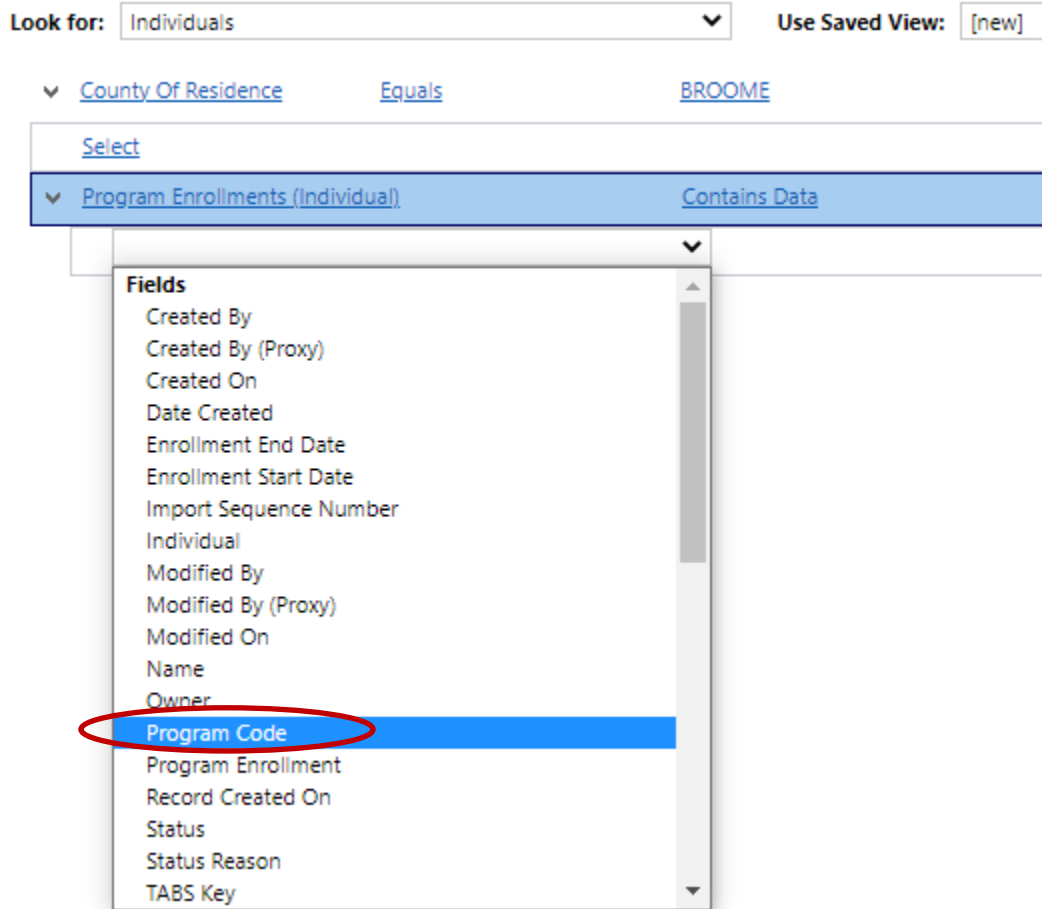 Look for: Individuals Use Saved View: [new]
County Of Residence Equals BROOME
Select
Program Enrollments (Individual) Contains Data
Fields
Created By
Created By (Proxy)
Created On
Date Created
Enrollment End Date
Enrollment Start Date
Import Sequence Number
Individual
Modified By
Modified By (Proxy)
Modified On
Name
Owner
Program Code
Program Enrollment
Record Created On
Status
Status Reason
TABS Key